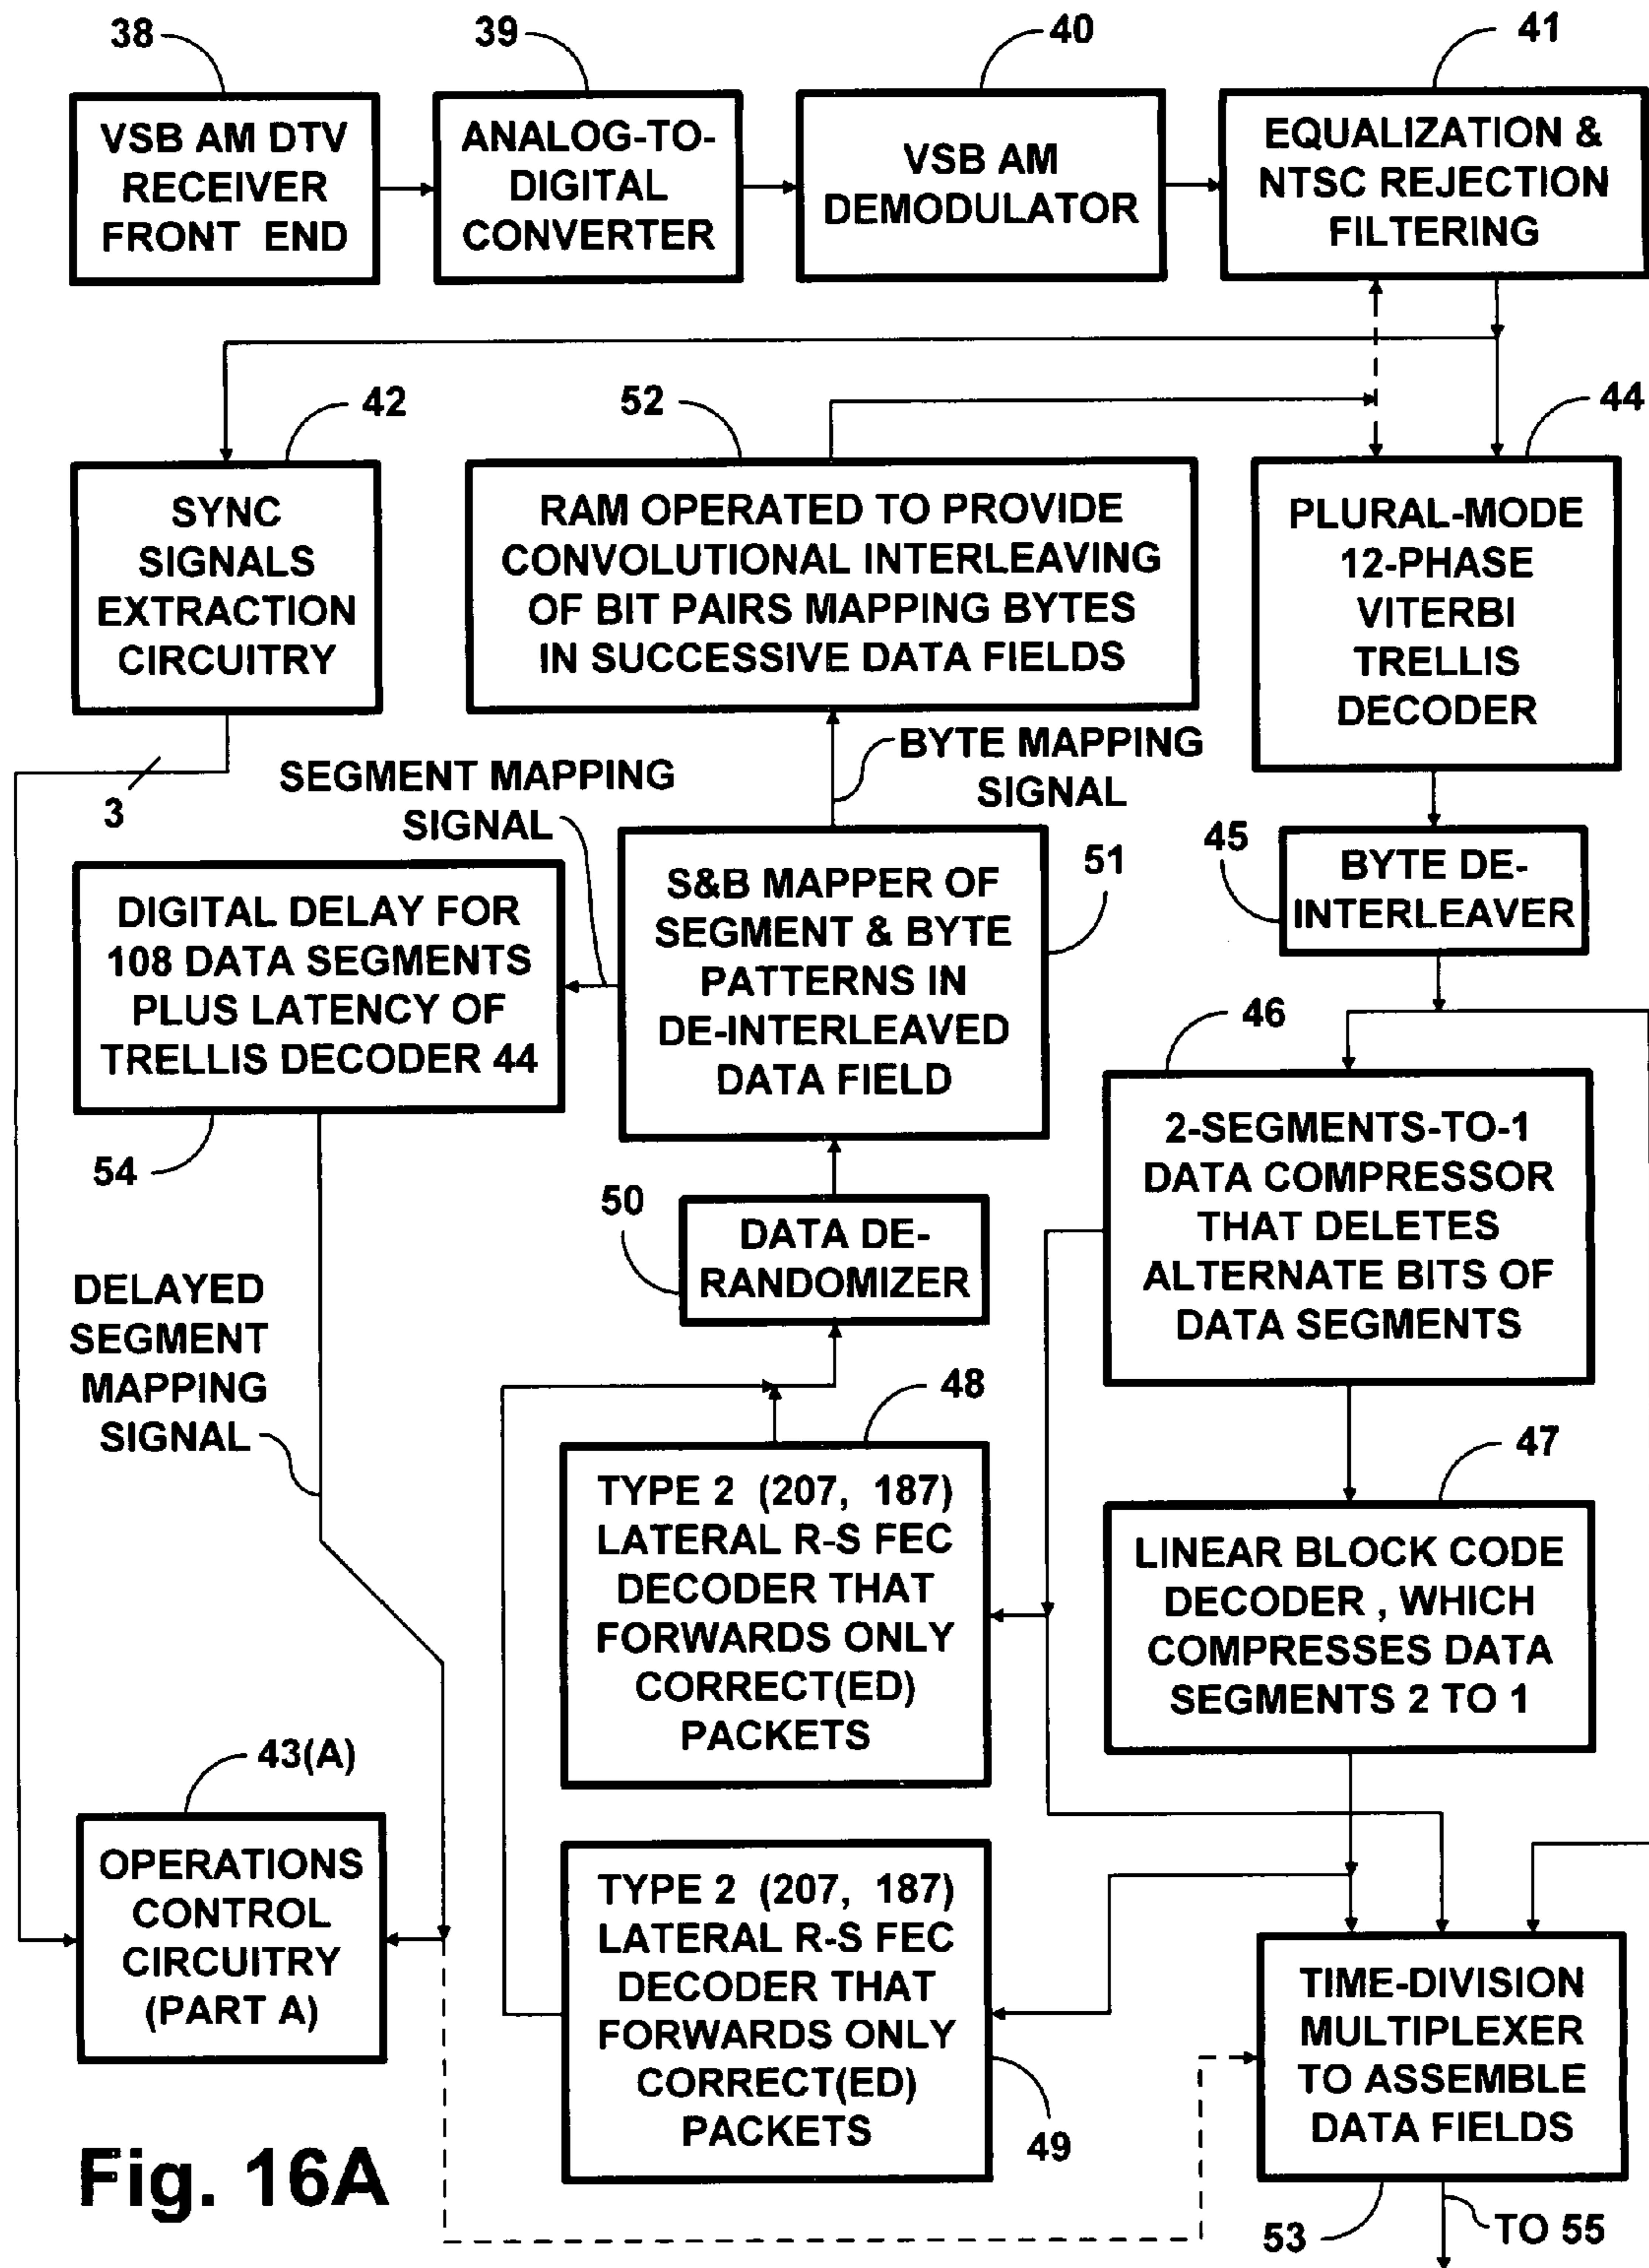 38
39
40
41
VSB AM DTV
RECEIVER
FRONT END
ANALOG-TO-
DIGITAL
CONVERTER
VSB AM
DEMODULATOR
EQUALIZATION &
NTSC REJECTION
FILTERING
42
52
44
SYNC
SIGNALS
EXTRACTION
CIRCUITRY
RAM OPERATED TO PROVIDE
CONVOLUTIONAL INTERLEAVING
OF BIT PAIRS MAPPING BYTES
IN SUCCESSIVE DATA FIELDS
PLURAL-MODE
12-PHASE
VITERBI
TRELLIS
DECODER
3
SEGMENT MAPPING
SIGNAL
BYTE MAPPING
SIGNAL
DIGITAL DELAY FOR
108 DATA SEGMENTS
PLUS LATENCY OF
TRELLIS DECODER 44
54
S&B MAPPER OF
SEGMENT & BYTE
PATTERNS IN
DE-INTERLEAVED
DATA FIELD
51
45
BYTE DE-
INTERLEAVER
46
2-SEGMENTS-TO-1
DATA COMPRESSOR
THAT DELETES
ALTERNATE BITS OF
DATA SEGMENTS
50
DATA DE-
RANDOMIZER
DELAYED
SEGMENT
MAPPING
SIGNAL
48
TYPE 2 (207, 187)
LATERAL R-S FEC
DECODER THAT
FORWARDS ONLY
CORRECT(ED)
PACKETS
47
LINEAR BLOCK CODE
DECODER , WHICH
COMPRESSES DATA
SEGMENTS 2 TO 1
43(A)
OPERATIONS
CONTROL
CIRCUITRY
(PART A)
TYPE 2 (207, 187)
LATERAL R-S FEC
DECODER THAT
FORWARDS ONLY
CORRECT(ED)
PACKETS
49
TIME-DIVISION
MULTIPLEXER
TO ASSEMBLE
DATA FIELDS
53
TO 55
Fig. 16A